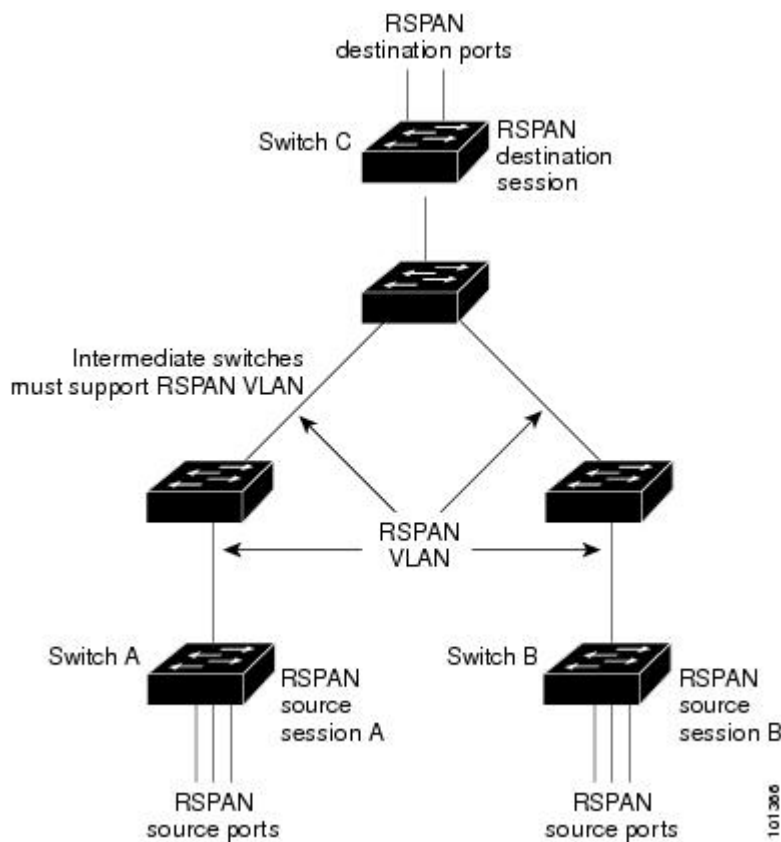 RSPAN
destination ports
Switch C
RSPAN
destination
session
Intermediate switches
must support RSPAN VLAN
RSPAN
VLAN
Switch A
RSPAN
source
session A
Switch B
RSPAN
source
session B
RSPAN
source ports
RSPAN
source ports
101366